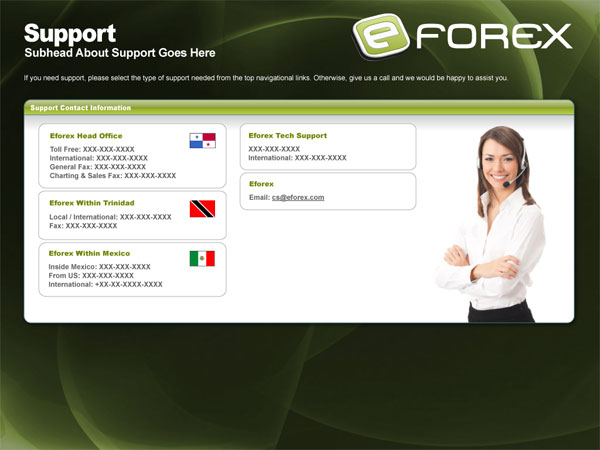 Support
Subhead About Support Goes Here
e FOREX
If you need support, please select the type of support needed from the top navigational links. Otherwise, give us a call and we would be happy to assist you.
Support Contact Information
Eforex Head Office
Toll Free: XXX-XXX-XXXX
International: XXX-XXX-XXXX
General Fax: XXX-XXX-XXXX
Charting & Sales Fax: XXX-XXX-XXXX
Eforex Within Trinidad
Local / International: XXX-XXX-XXXX
Fax: XXX-XXX-XXXX
Eforex Within Mexico
Inside Mexico: XXX-XXX-XXXX
From US: XXX-XXX-XXXX
International: +XX-XX-XXXX-XXXX
Eforex Tech Support
XXX-XXX-XXXX
International: XXX-XXX-XXXX
Eforex
Email: cs@eforex.com